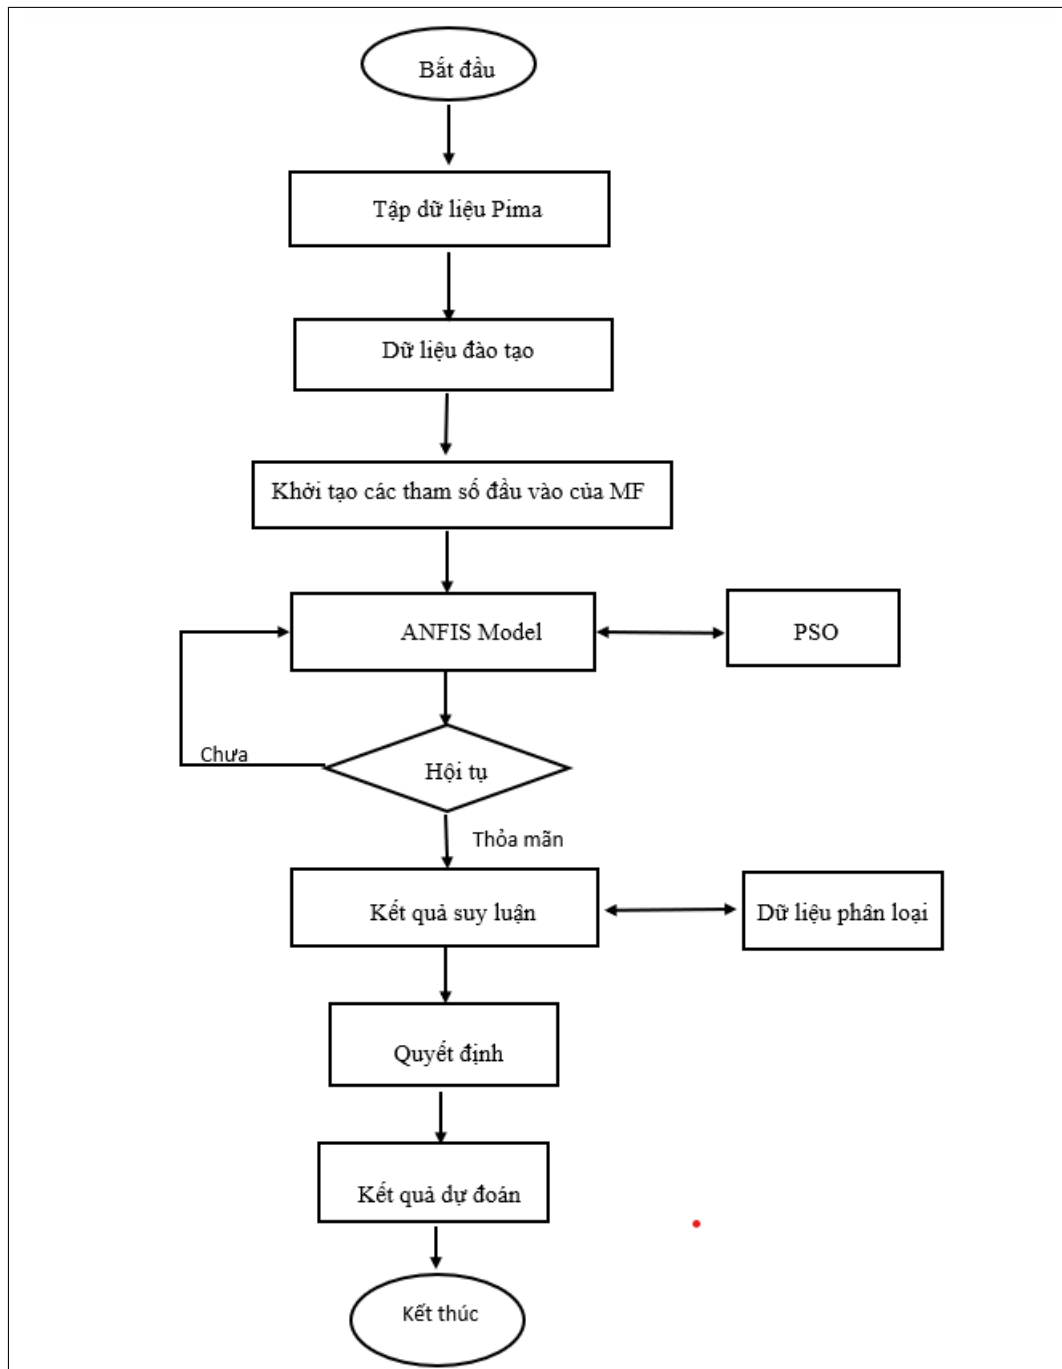 Bắt đầu
Tập dữ liệu Pima
Dữ liệu đào tạo
Khởi tạo các tham số đầu vào của MF
ANFIS Model
PSO
Chưa
Hội tụ
Thỏa mãn
Kết quả suy luận
Dữ liệu phân loại
Quyết định
Kết quả dự đoán
Kết thúc